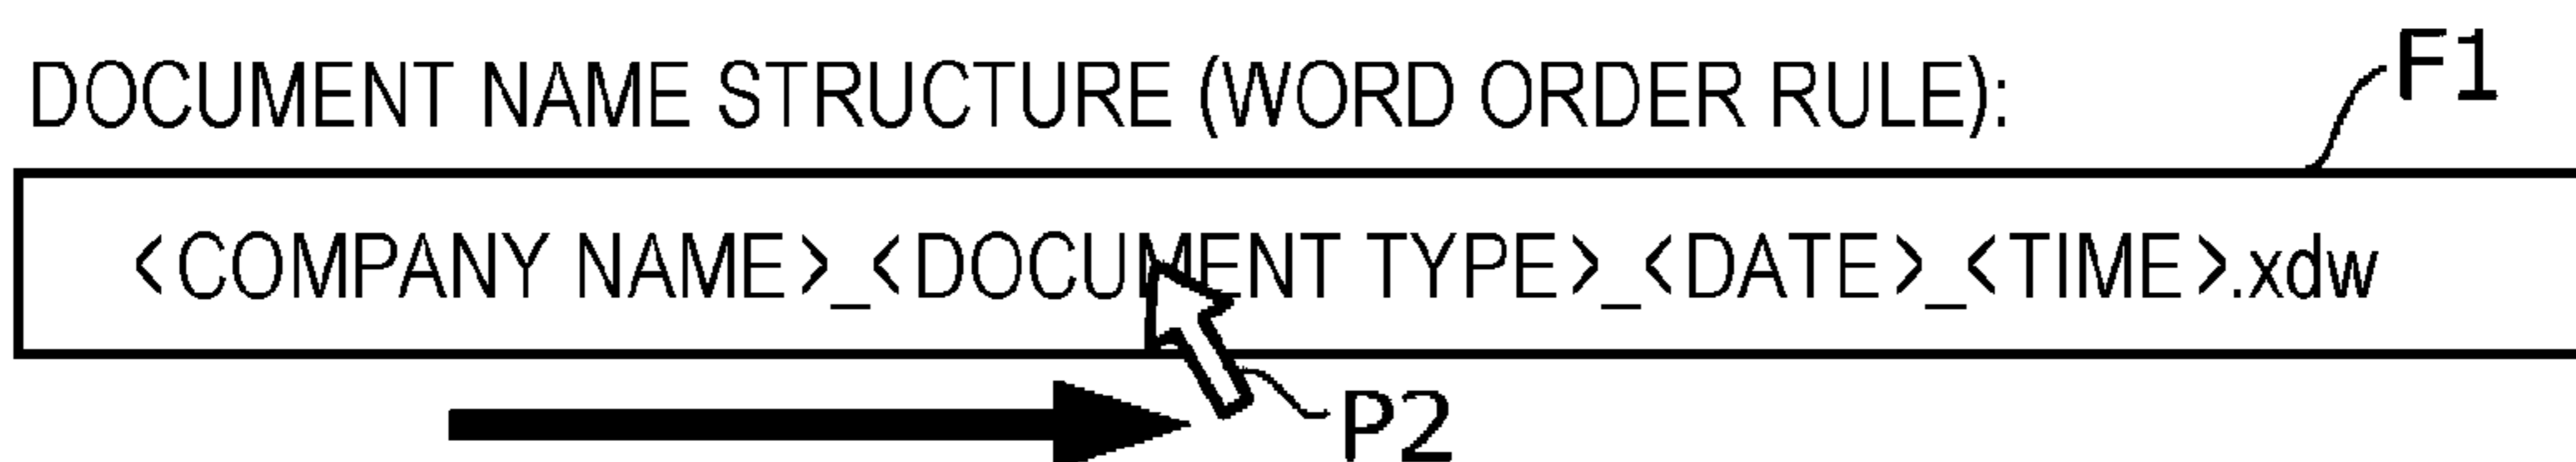 F1
DOCUMENT NAME STRUCTURE (WORD ORDER RULE):
<COMPANY NAME>_<DOCUMENT TYPE>_<DATE>_<TIME>.xdw
P2